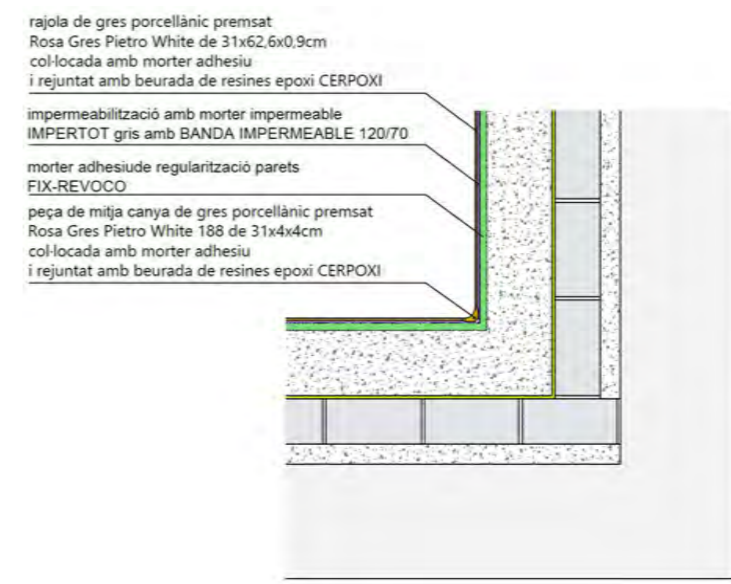 rajola de gres porcellànic premsat
Rosa Gres Pietro White de 31x62,6x0,9cm
col·locada amb morter adhesiu
i rejuntat amb beurada de resines epoxi CERPOXI
impermeabilització amb morter impermeable
IMPERTOT gris amb BANDA IMPERMEABLE 120/70
morter adhesiude regularització parets
FIX-REVOCO
peça de mitja canya de gres porcellànic premsat
Rosa Gres Pietro White 188 de 31x4x4cm
col·locada amb morter adhesiu
i rejuntat amb beurada de resines epoxi CERPOXI